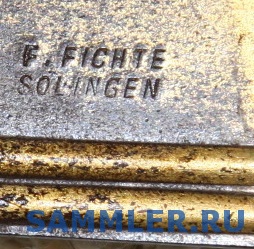 F. FICHTE
SOLINGEN
SAMMLER.RU